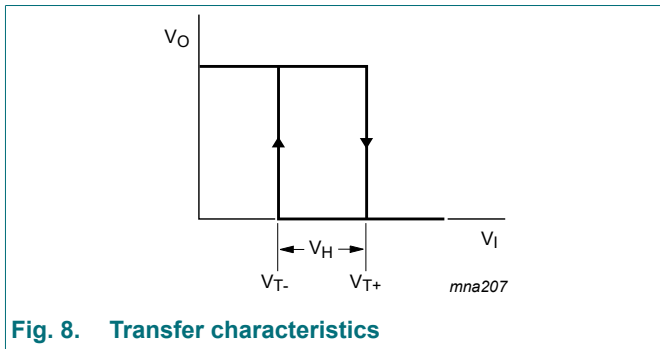 VO
VH
VI
VT-
VT+
mna207
Fig. 8. Transfer characteristics